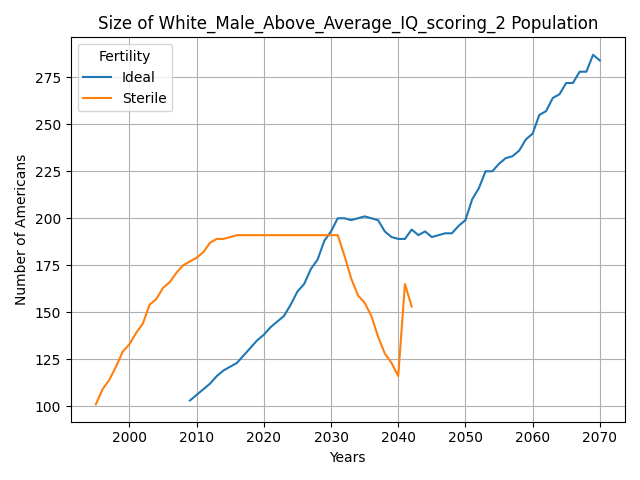 Size of White_Male_Above_Average_IQ_scoring_2 Population
Fertility
Ideal
Sterile
Number of Americans
275
250
225
200
175
150
125
100
2000 2010 2020 2030 2040 2050 2060 2070
Years